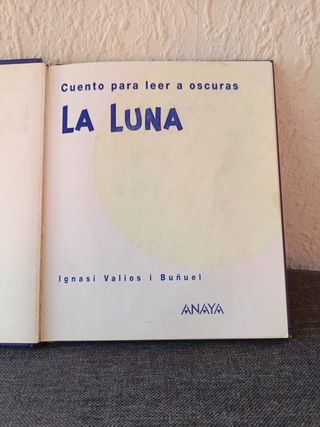 Cuento para leer a oscuras
LA LUNA
Ignasi Valios i Buñuel
ANAYA